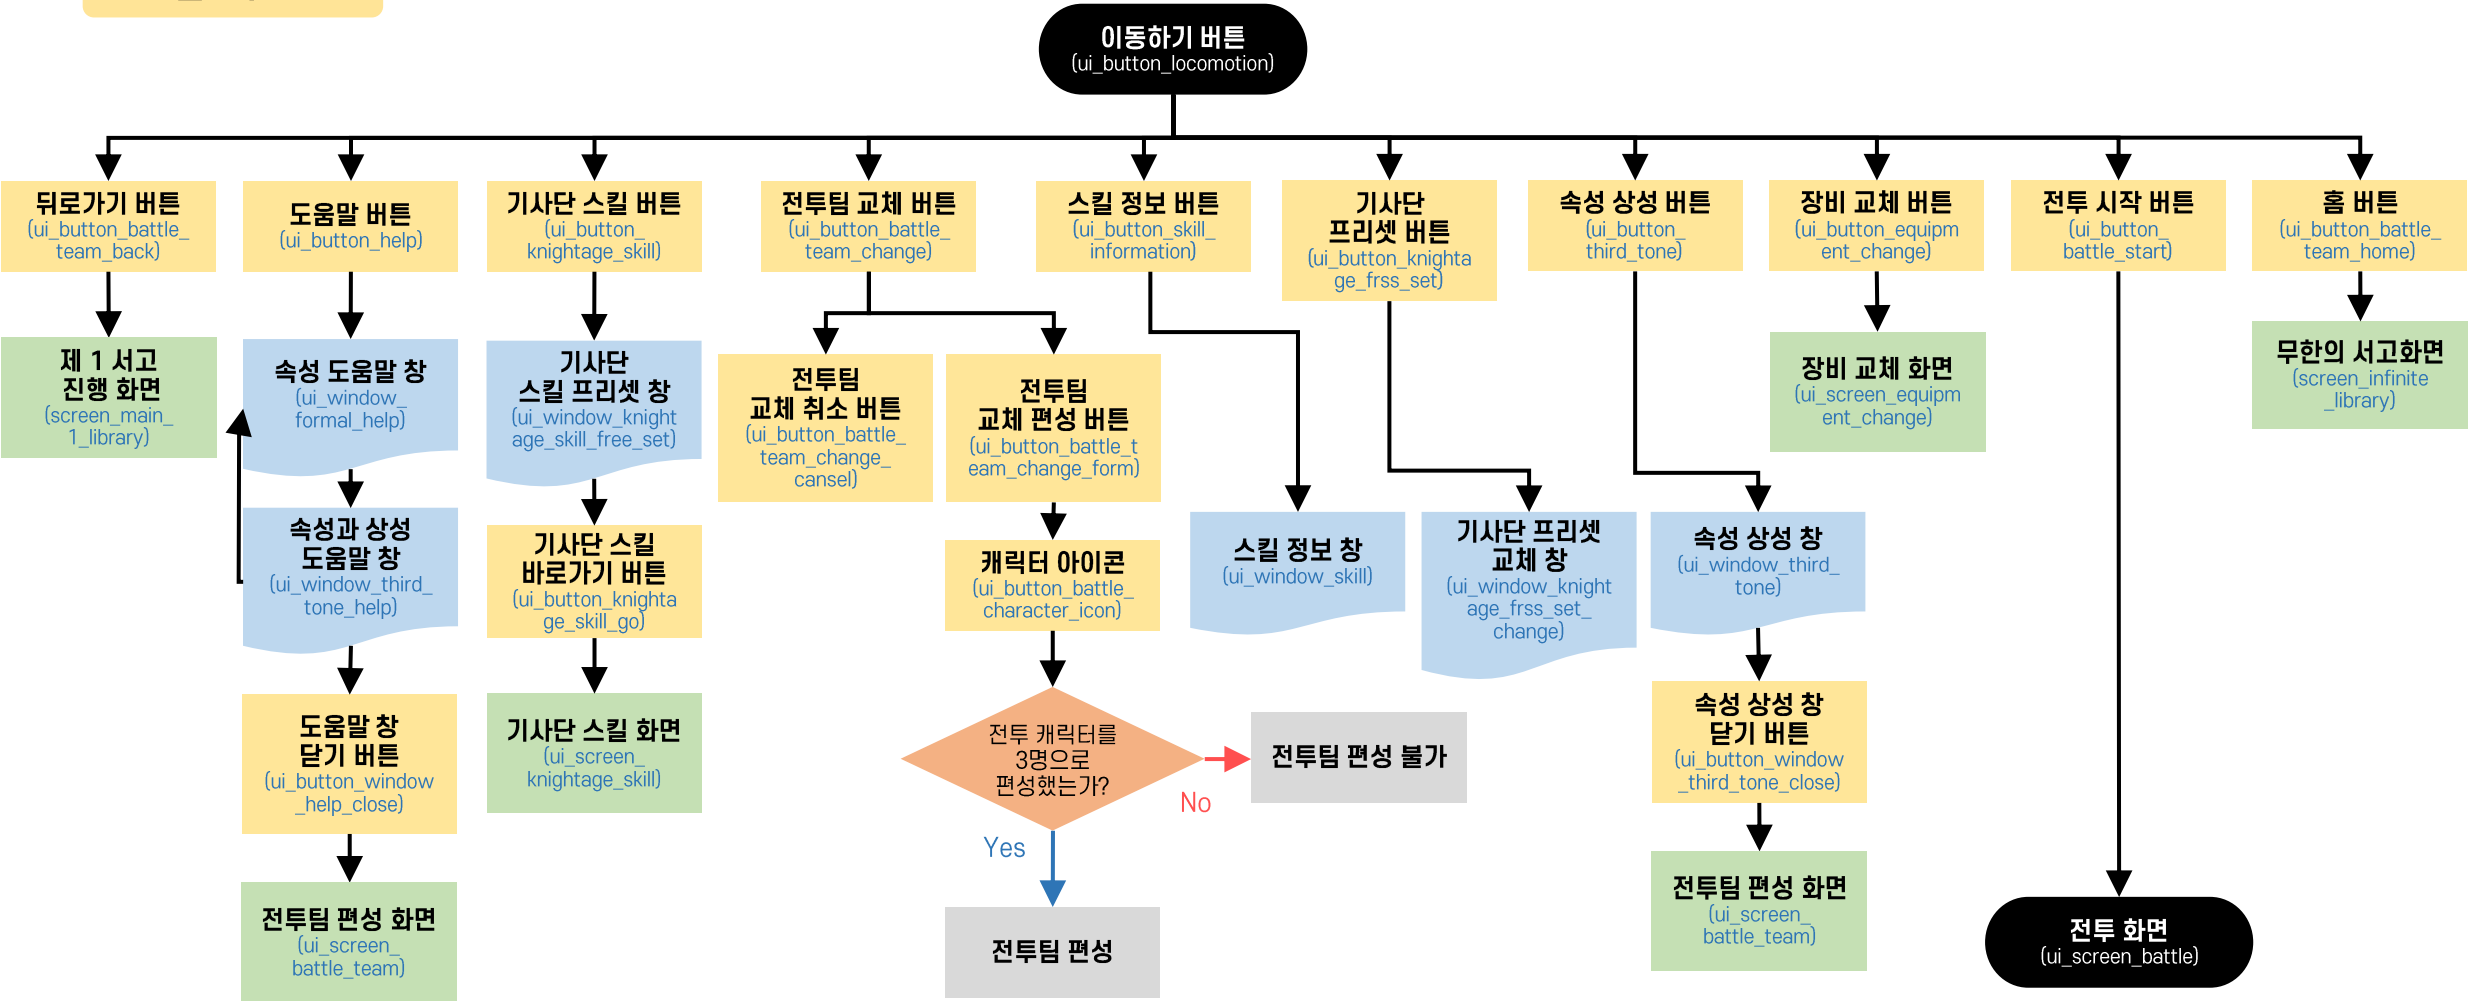 이동하기 버튼
(ui_button_locomotion)
뒤로가기 버튼
(ui_button_battle_
team_back)
도움말 버튼
(ui_button_help)
기사단 스킬 버튼
(ui_button_
knightage_skill)
전투팀 교체 버튼
(ui_button_battle_
team_change)
스킬 정보 버튼
(ui_button_skill_
information)
기사단
프리셋 버튼
(ui_button_knighta
ge_frss_set)
속성 상성 버튼
(ui_button_
third_tone)
장비 교체 버튼
(ui_button_equipm
ent_change)
전투 시작 버튼
(ui_button_
battle_start)
홈 버튼
(ui_button_battle_
team_home)
제 1 서고
진행 화면
(screen_main_
1_library)
속성 도움말 창
(ui_window_
formal_help)
기사단
스킬 프리셋 창
(ui_window_knight
age_skill_free_set)
전투팀
교체 취소 버튼
(ui_button_battle_
team_change_
cansel)
전투팀
교체 편성 버튼
(ui_button_battle_t
eam_change_form)
장비 교체 화면
(ui_screen_equipm
ent_change)
무한의 서고화면
(screen_infinite
_library)
속성과 상성
도움말 창
(ui_window_third_
tone_help)
기사단 스킬
바로가기 버튼
(ui_button_knighta
ge_skill_go)
캐릭터 아이콘
(ui_button_battle_
character_icon)
스킬 정보 창
(ui_window_skill)
기사단 프리셋
교체 창
(ui_window_knight
age_frss_set_
change)
속성 상성 창
(ui_window_third_
tone)
도움말 창
닫기 버튼
(ui_button_window
_help_close)
기사단 스킬 화면
(ui_screen_
knightage_skill)
전투 캐릭터를
3명으로
편성했는가?
No
전투팀 편성 불가
속성 상성 창
닫기 버튼
(ui_button_window
_third_tone_close)
Yes
전투팀 편성 화면
(ui_screen_
battle_team)
전투팀 편성
전투팀 편성 화면
(ui_screen_
battle_team)
전투 화면
(ui_screen_battle)